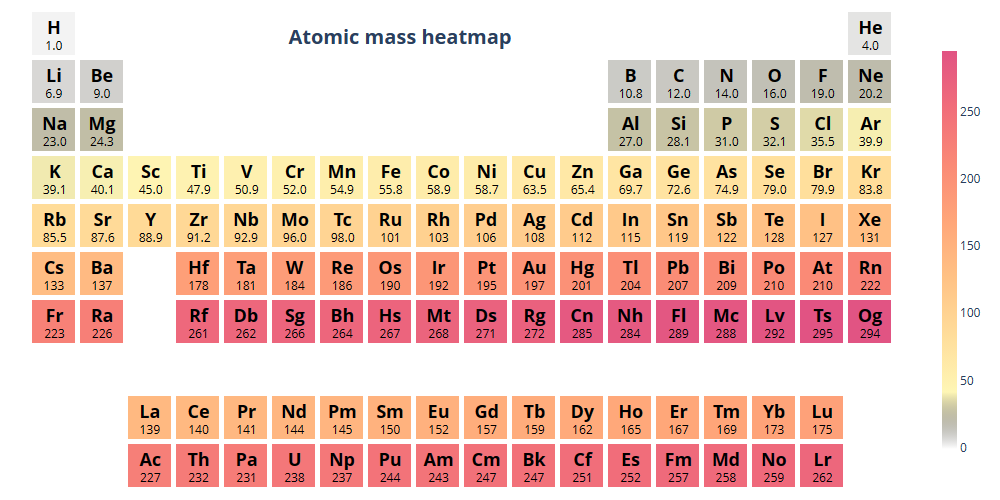 Atomic mass heatmap
H He
1.0 4.0
Li Be B C N O F Ne
6.9 9.0 10.8 12.0 14.0 16.0 19.0 20.2
Na Mg Al Si P S Cl Ar
23.0 24.3 27.0 28.1 31.0 32.1 35.5 39.9
K Ca Sc Ti V Cr Mn Fe Co Ni Cu Zn Ga Ge As Se Br Kr
39.1 40.1 45.0 47.9 50.9 52.0 54.9 55.8 58.9 58.7 63.5 65.4 69.7 72.6 74.9 79.0 79.9 83.8
Rb Sr Y Zr Nb Mo Tc Ru Rh Pd Ag Cd In Sn Sb Te I Xe
85.5 87.6 88.9 91.2 92.9 96.0 98.0 101 103 106 108 112 115 119 122 128 127 131
Cs Ba Hf Ta W Re Os Ir Pt Au Hg Tl Pb Bi Po At Rn
133 137 178 181 184 186 190 192 195 197 201 204 207 209 210 210 222
Fr Ra Rf Db Sg Bh Hs Mt Ds Rg Cn Nh Fl Mc Lv Ts Og
223 226 261 262 266 264 267 268 271 272 285 284 289 288 292 295 294
La Ce Pr Nd Pm Sm Eu Gd Tb Dy Ho Er Tm Yb Lu
139 140 141 144 145 150 152 157 159 162 165 167 169 173 175
Ac Th Pa U Np Pu Am Cm Bk Cf Es Fm Md No Lr
227 232 231 238 237 244 243 247 247 251 252 257 258 259 262
250
200
150
100
50
0